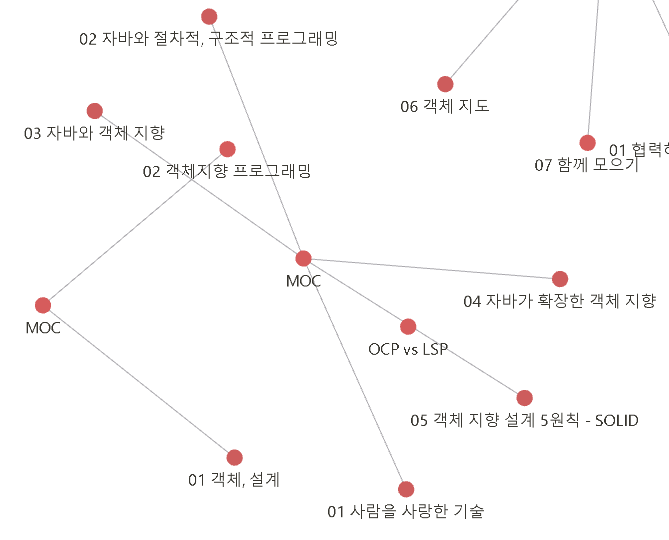 02 자바와 절차적, 구조적 프로그래밍
06 객체 지도
03 자바와 객체 지향
01
07 함께 모으기
02 객체지향 프로그래밍
MOC
04 자바가 확장한 객체 지향
MOC
OCP vs LSP
05 객체 지향 설계 5원칙 - SOLID
01 객체, 설계
01 사람을 사랑한 기술